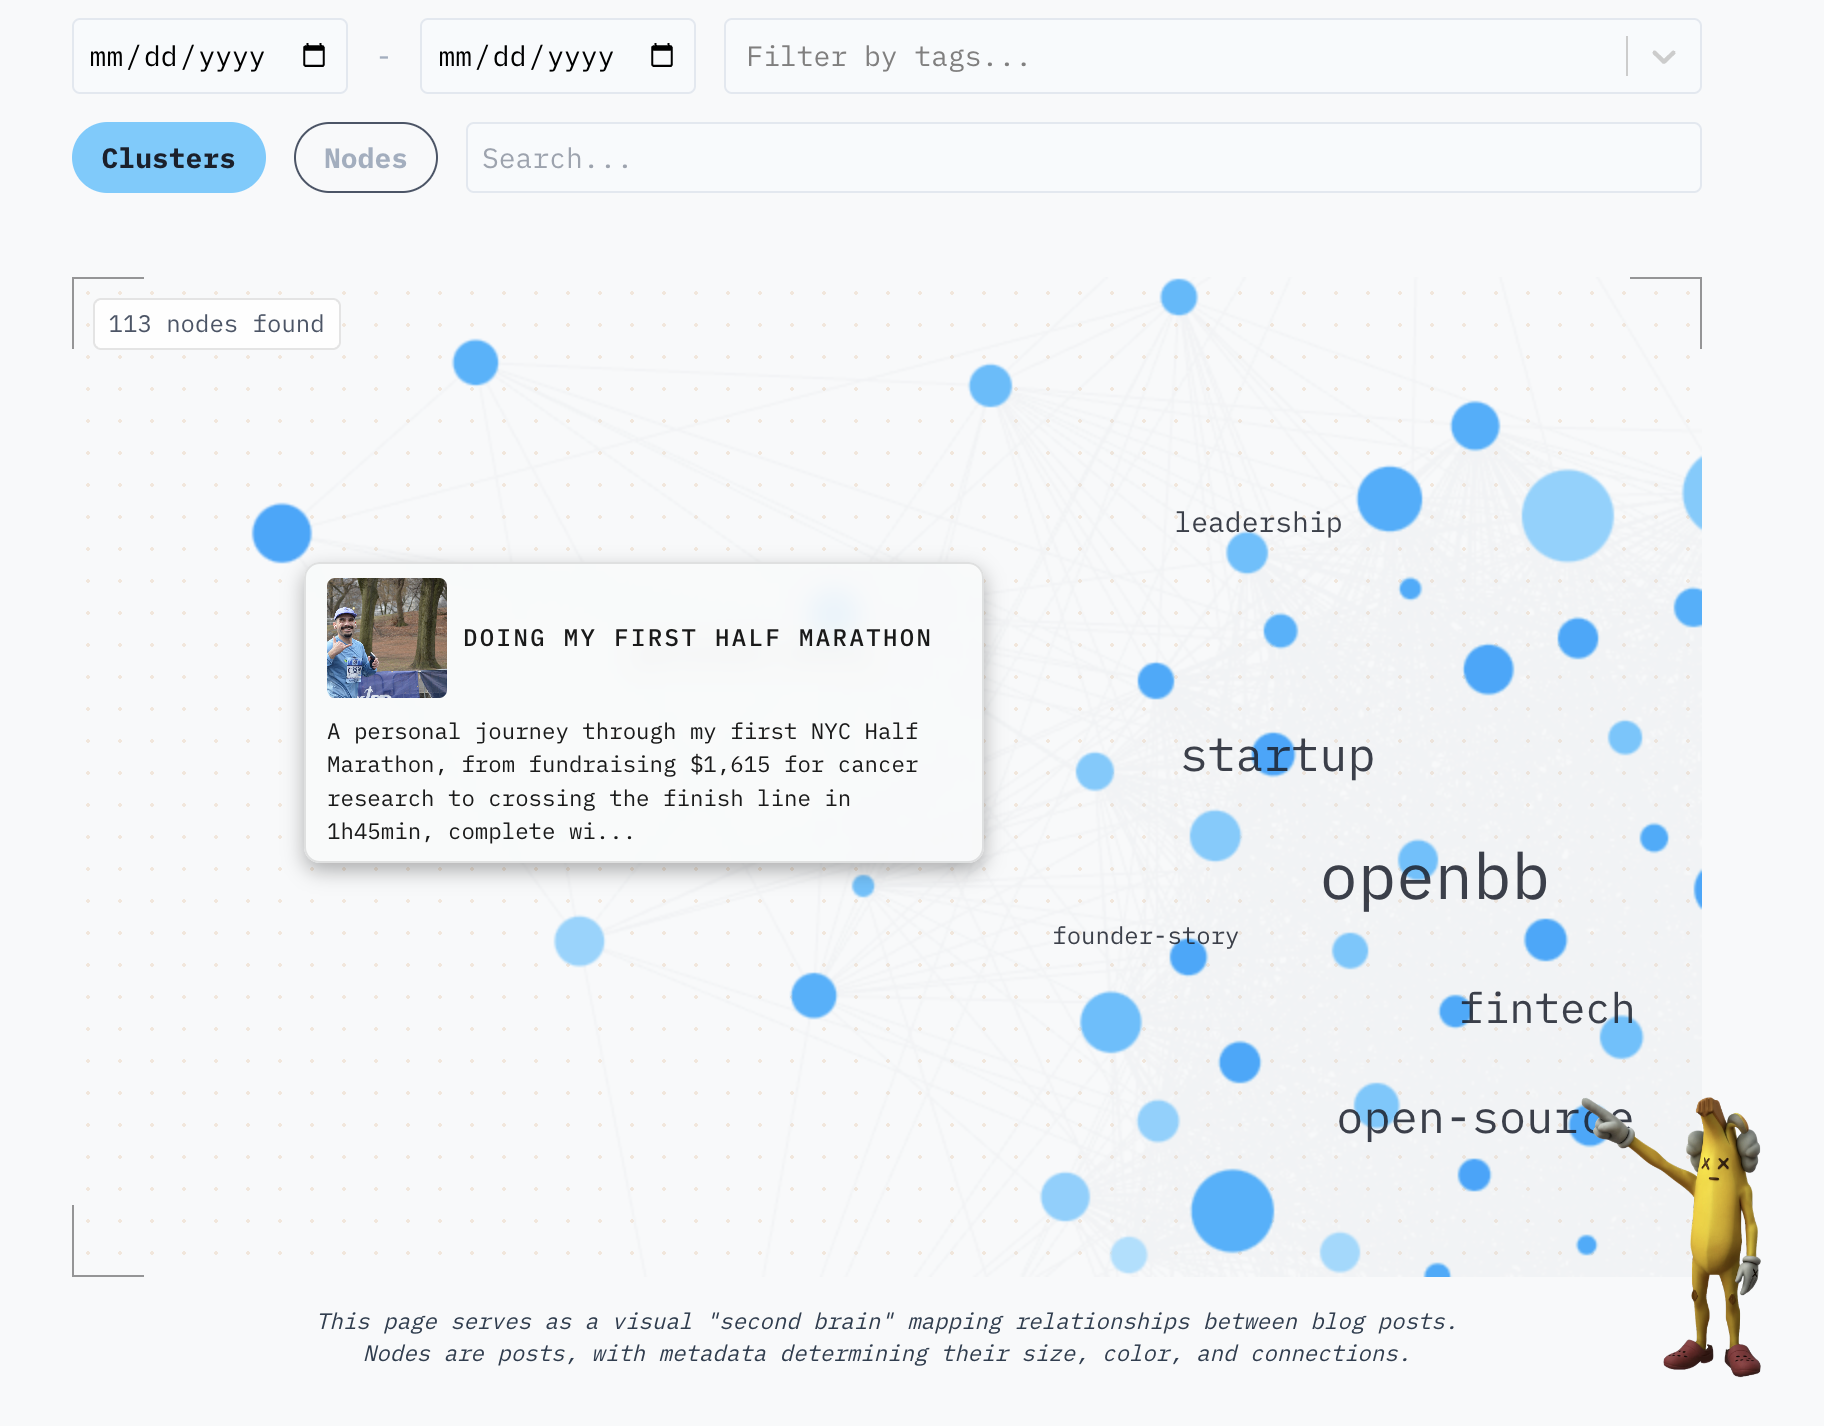 mm/dd/yyyy - mm/dd/yyyy Filter by tags...
Clusters Nodes Search...
113 nodes found
leadership
DOING MY FIRST HALF MARATHON
A personal journey through my first NYC Half
Marathon, from fundraising $1,615 for cancer
research to crossing the finish line in
1h45min, complete wi...
startup
openbb
founder-story
fintech
open-source
This page serves as a visual "second brain" mapping relationships between blog posts.
Nodes are posts, with metadata determining their size, color, and connections.